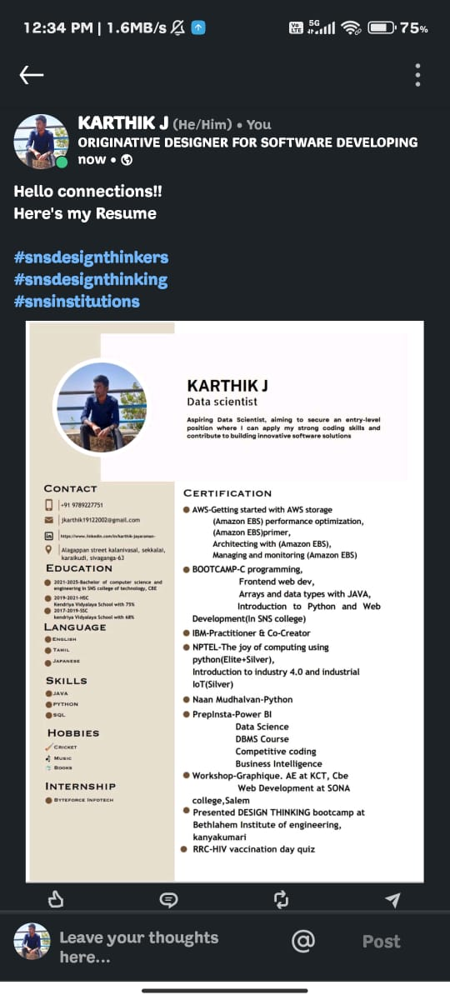 12:34 PM | 1.6MB/s
Vo LTE 5G 75%
KARTHIK J (He/Him) • You
ORIGINATIVE DESIGNER FOR SOFTWARE DEVELOPING
now •
Hello connections!!
Here's my Resume
#snsdesignthinkers
#snsdesignthinking
#snsinstitutions
KARTHIK J
Data scientist
Aspiring Data Scientist, aiming to secure an entry-level
position where I can apply my strong coding skills and
contribute to building innovative software solutions
CONTACT
+91 9789227751
jkarthik19122002@gmail.com
https://www.linkedin.com/in/karthik-jayaraman-
Alagappan street kalanivasal, sekkalai,
karaikudi, sivaganga-63
EDUCATION
2021-2025-Bachelor of computer science and
engineering in SNS college of technology, CBE
2019-2021-HSC
Kendriya Vidyalaya School with 75%
2017-2019-SSC
kendriya Vidyalaya School with 68%
LANGUAGE
ENGLISH
TAMIL
JAPANESE
SKILLS
JAVA
PYTHON
SQL
HOBBIES
CRICKET
MUSIC
BOOKS
INTERNSHIP
BYTEFORCE INFOTECH
CERTIFICATION
AWS-Getting started with AWS storage
(Amazon EBS) performance optimization,
(Amazon EBS)primer,
Architecting with (Amazon EBS),
Managing and monitoring (Amazon EBS)
BOOTCAMP-C programming,
Frontend web dev,
Arrays and data types with JAVA,
Introduction to Python and Web
Development(In SNS college)
IBM-Practitioner & Co-Creator
NPTEL-The joy of computing using
python(Elite+Silver),
Introduction to industry 4.0 and industrial
IoT(Silver)
Naan Mudhalvan-Python
PrepInsta-Power BI
Data Science
DBMS Course
Competitive coding
Business Intelligence
Workshop-Graphique. AE at KCT, Cbe
Web Development at SONA
college,Salem
Presented DESIGN THINKING bootcamp at
Bethlahem Institute of engineering,
kanyakumari
RRC-HIV vaccination day quiz
Leave your thoughts
here...
@
Post